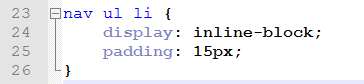 23 nav ul li {
24     display: inline-block;
25     padding: 15px;
26 }